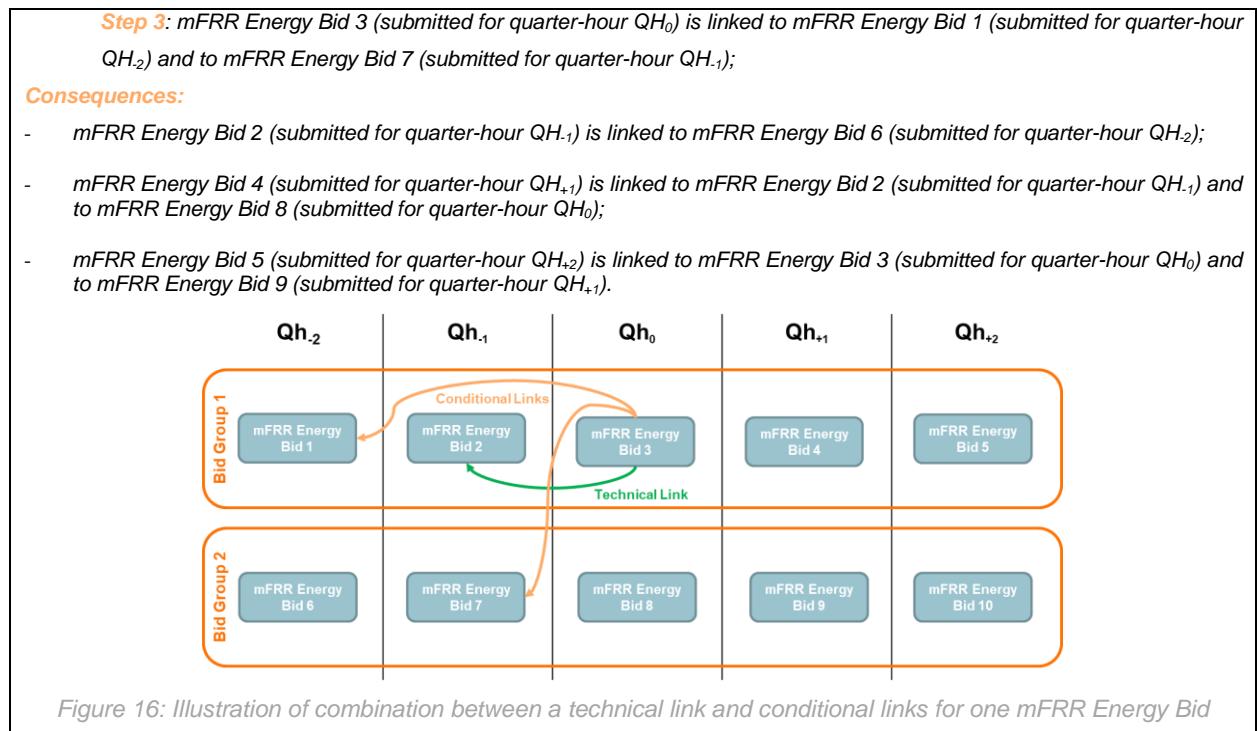 Step 3: mFRR Energy Bid 3 (submitted for quarter-hour QH0) is linked to mFRR Energy Bid 1 (submitted for quarter-hour
QH-2) and to mFRR Energy Bid 7 (submitted for quarter-hour QH-1);
Consequences:
- mFRR Energy Bid 2 (submitted for quarter-hour QH-1) is linked to mFRR Energy Bid 6 (submitted for quarter-hour QH-2);
- mFRR Energy Bid 4 (submitted for quarter-hour QH+1) is linked to mFRR Energy Bid 2 (submitted for quarter-hour QH-1) and
to mFRR Energy Bid 8 (submitted for quarter-hour QH0);
- mFRR Energy Bid 5 (submitted for quarter-hour QH+2) is linked to mFRR Energy Bid 3 (submitted for quarter-hour QH0) and
to mFRR Energy Bid 9 (submitted for quarter-hour QH+1).
Qh-2 Qh-1 Qh0 Qh+1 Qh+2
Bid Group 1
Conditional Links
mFRR Energy
Bid 1
mFRR Energy
Bid 2
mFRR Energy
Bid 3
mFRR Energy
Bid 4
mFRR Energy
Bid 5
Technical Link
Bid Group 2
mFRR Energy
Bid 6
mFRR Energy
Bid 7
mFRR Energy
Bid 8
mFRR Energy
Bid 9
mFRR Energy
Bid 10
Figure 16: Illustration of combination between a technical link and conditional links for one mFRR Energy Bid